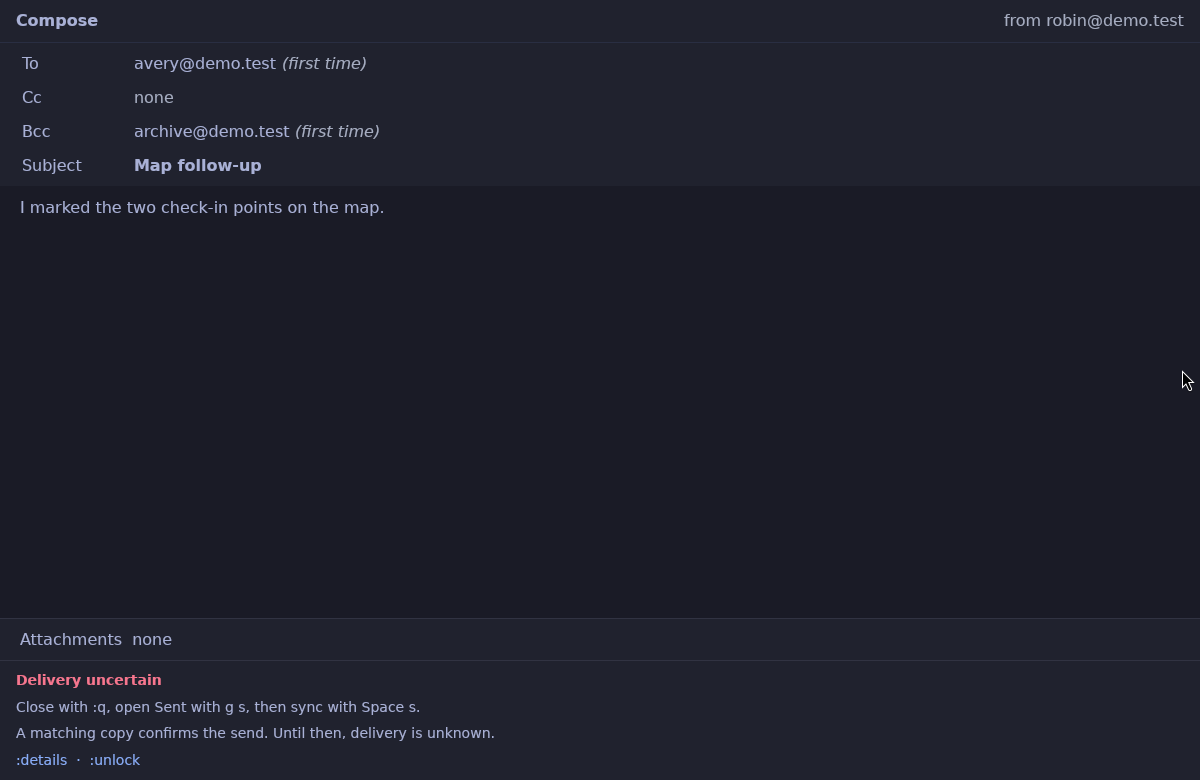 Compose from robin@demo.test
To avery@demo.test (first time)
Cc none
Bcc archive@demo.test (first time)
Subject Map follow-up
I marked the two check-in points on the map.
Attachments none
Delivery uncertain
Close with :q, open Sent with g s, then sync with Space s.
A matching copy confirms the send. Until then, delivery is unknown.
:details · :unlock